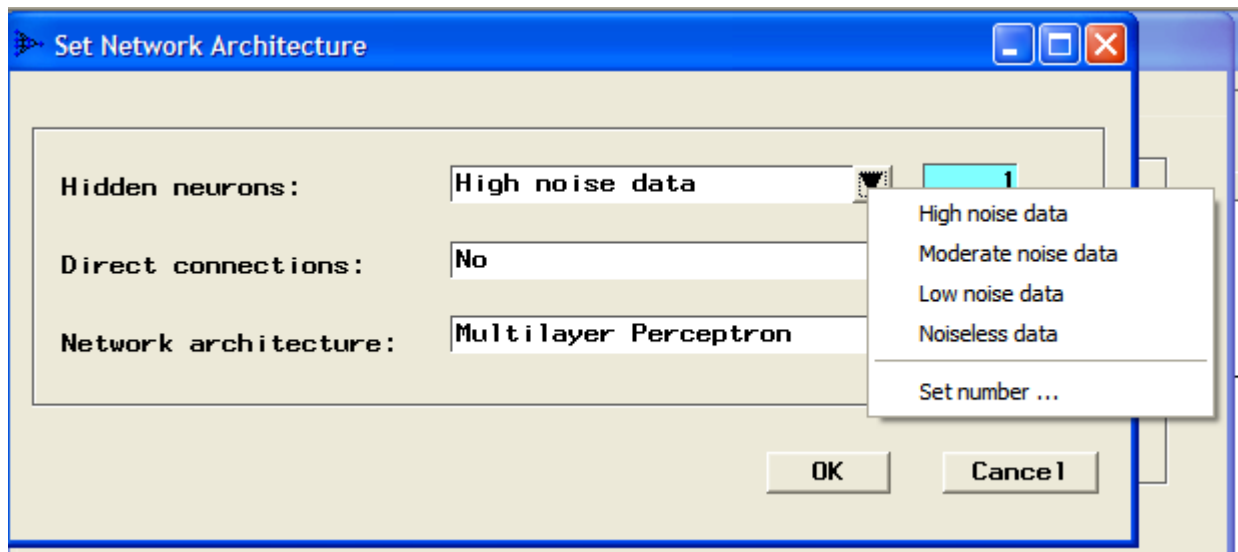 Set Network Architecture
Hidden neurons: High noise data 1
High noise data
Moderate noise data
Low noise data
Noiseless data
Set number ...
Direct connections: No
Network architecture: Multilayer Perceptron
OK Cancel